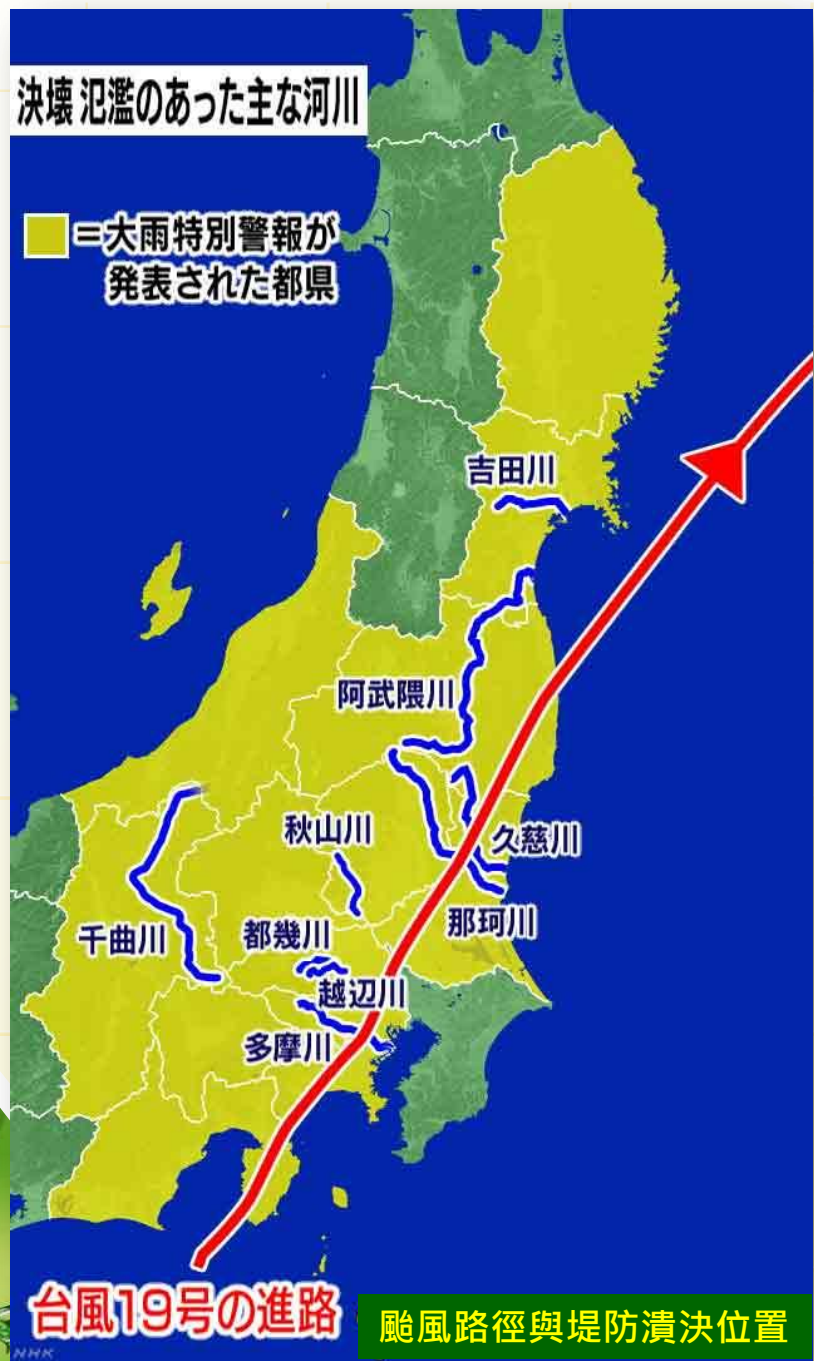 決壊 氾濫のあった主な河川
=大雨特別警報が
発表された都県
吉田川
阿武隈川
秋山川
久慈川
千曲川
都幾川
那珂川
越辺川
多摩川
台風19号の進路
颱風路徑與堤防潰決位置
NHK